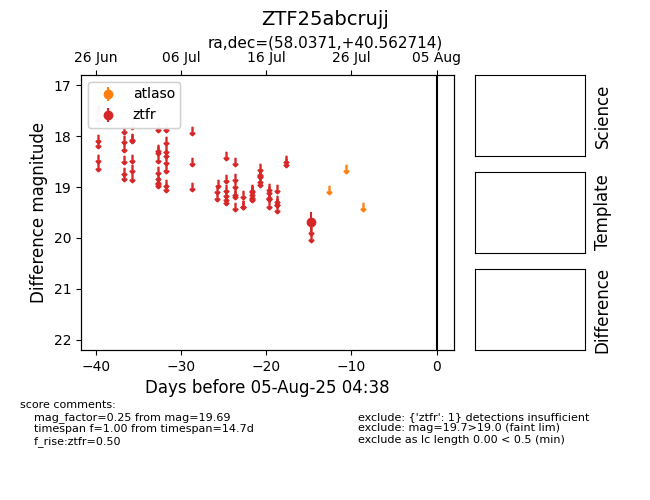 ZTF25abcrujj
ra,dec=(58.0371,+40.562714)
26 Jun 06 Jul 16 Jul 26 Jul 05 Aug
atlaso
ztfr
17
18
19
20
21
22
Difference magnitude
−40 −30 −20 −10 0
Days before 05-Aug-25 04:38
Science
Template
Difference
score comments:
mag_factor=0.25 from mag=19.69
timespan f=1.00 from timespan=14.7d
f_rise:ztfr=0.50
exclude: {'ztfr': 1} detections insufficient
exclude: mag=19.7>19.0 (faint lim)
exclude as lc length 0.00 < 0.5 (min)